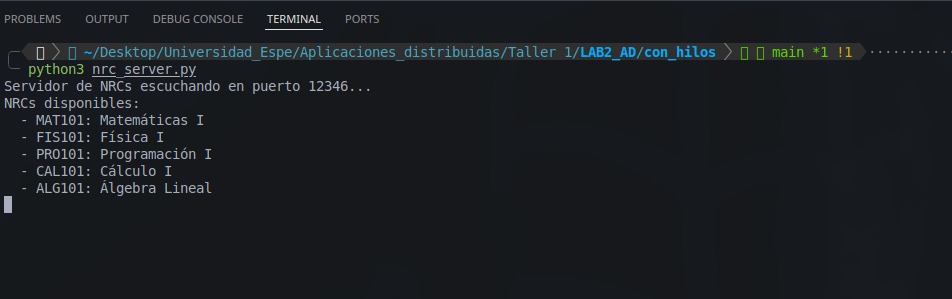 PROBLEMS OUTPUT DEBUG CONSOLE TERMINAL PORTS
~/Desktop/Universidad_Espe/Aplicaciones_distribuidas/Taller 1/LAB2_AD/con_hilos main *1 !1
python3 nrc_server.py
Servidor de NRCs escuchando en puerto 12346...
NRCs disponibles:
- MAT101: Matemáticas I
- FIS101: Física I
- PRO101: Programación I
- CAL101: Cálculo I
- ALG101: Álgebra Lineal